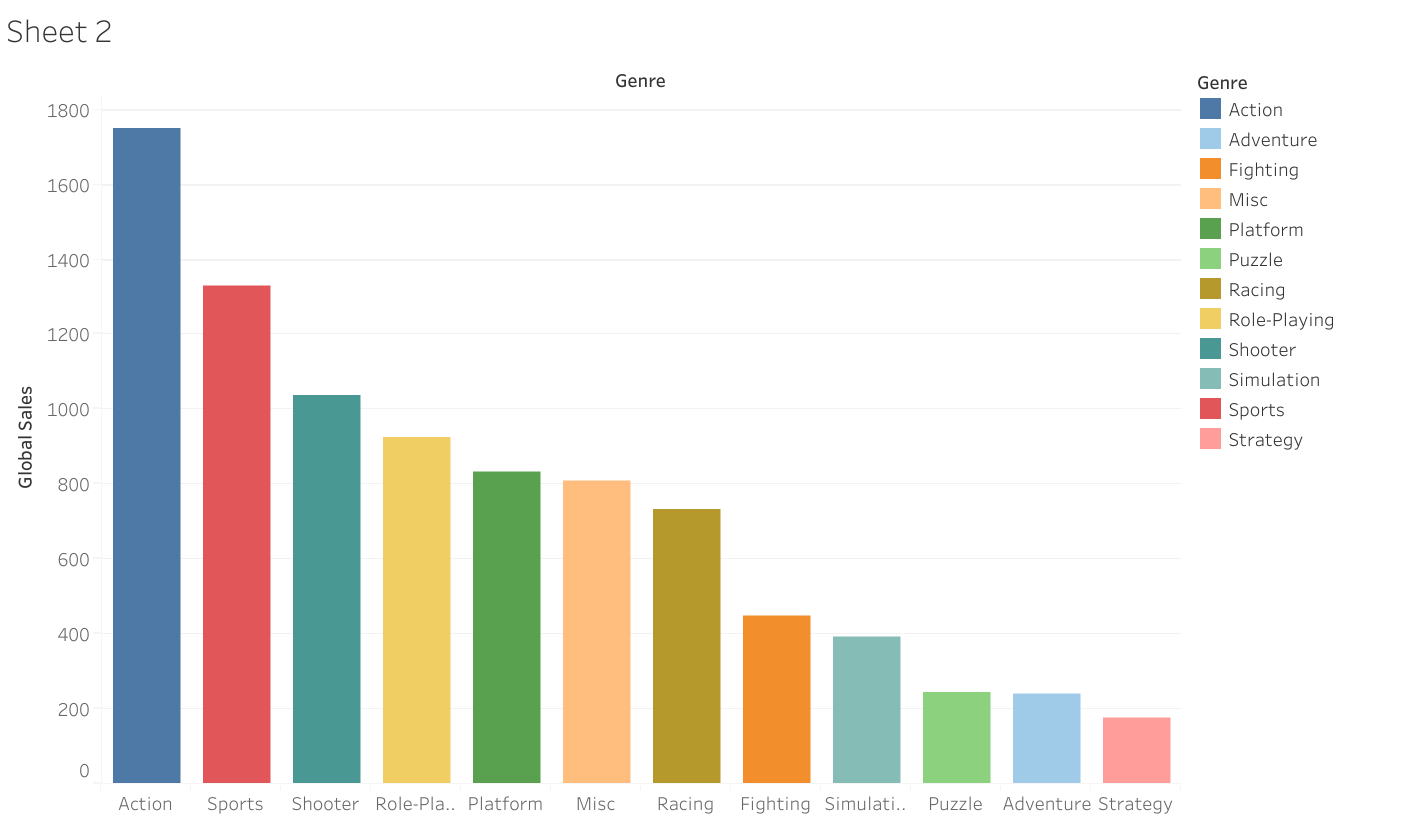 Sheet 2
Genre
1800
1600
1400
1200
1000
800
600
400
200
0
Global Sales
Action Sports Shooter Role-Pla.. Platform Misc Racing Fighting Simulati.. Puzzle Adventure Strategy
Genre
Action
Adventure
Fighting
Misc
Platform
Puzzle
Racing
Role-Playing
Shooter
Simulation
Sports
Strategy